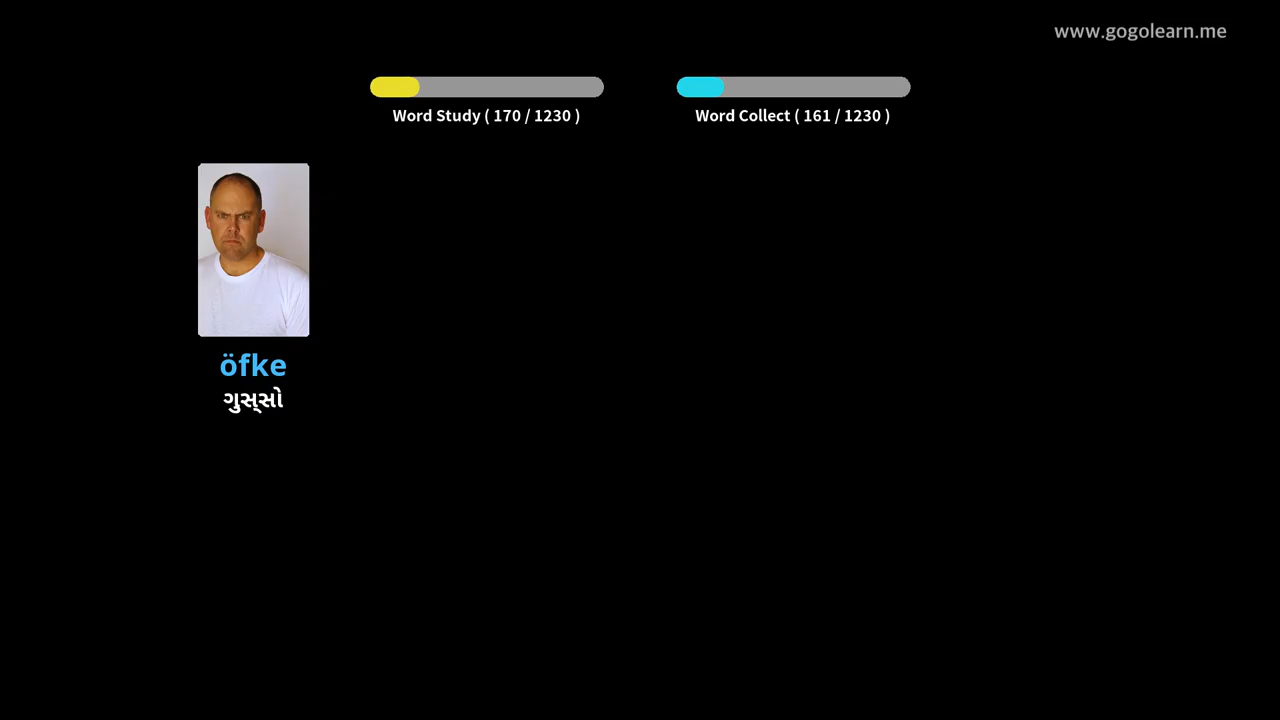 www.gogolearn.me
Word Study ( 170 / 1230 )
Word Collect ( 161 / 1230 )
öfke
ગુસ્સો